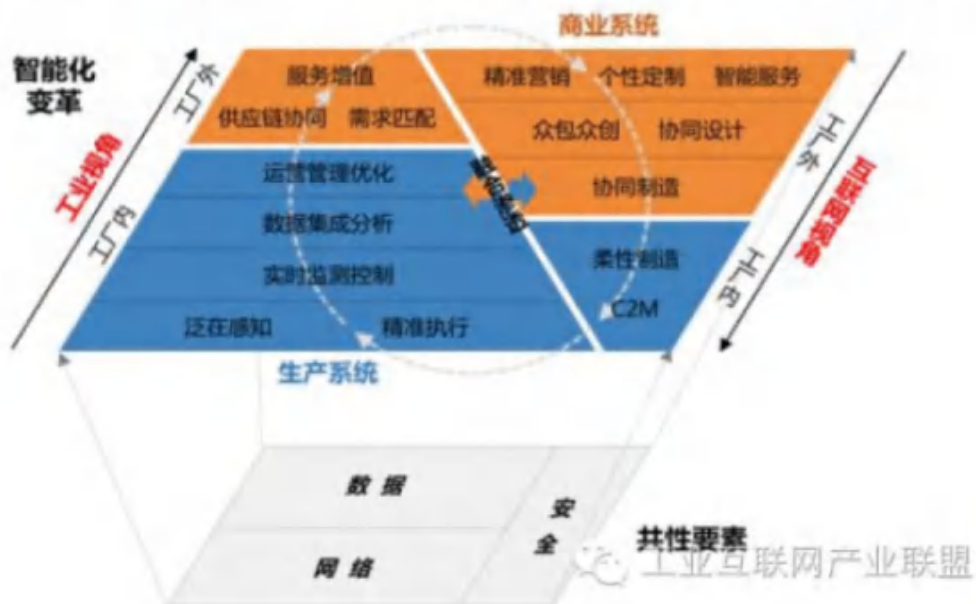 商业系统
智能化
变革
工厂外
工厂内
工业视角
服务增值
供应链协同 需求匹配
运营管理优化
数据集成分析
实时监测控制
泛在感知 精准执行
生产系统
精准营销 个性定制 智能服务
众包众创 协同设计
协同制造
柔性制造
C2M
工厂外
工厂内
互联网视角
数据
网络
安全
共性要素
工业互联网产业联盟